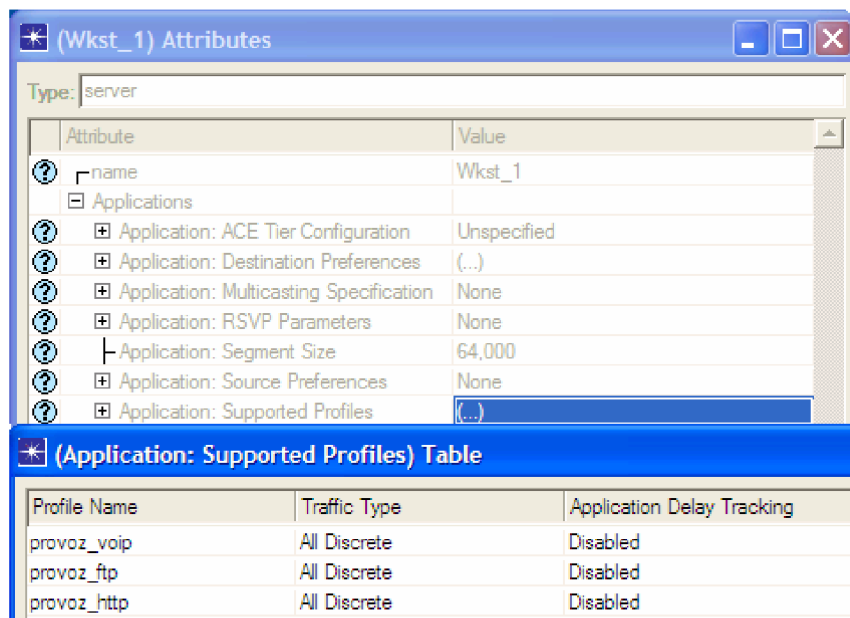 (Wkst_1) Attributes
Type: server
Attribute Value
name Wkst_1
Applications
Application: ACE Tier Configuration Unspecified
Application: Destination Preferences (...)
Application: Multicasting Specification None
Application: RSVP Parameters None
Application: Segment Size 64,000
Application: Source Preferences None
Application: Supported Profiles (...)
(Application: Supported Profiles) Table
Profile Name Traffic Type Application Delay Tracking
provoz_voip All Discrete Disabled
provoz_ftp All Discrete Disabled
provoz_http All Discrete Disabled